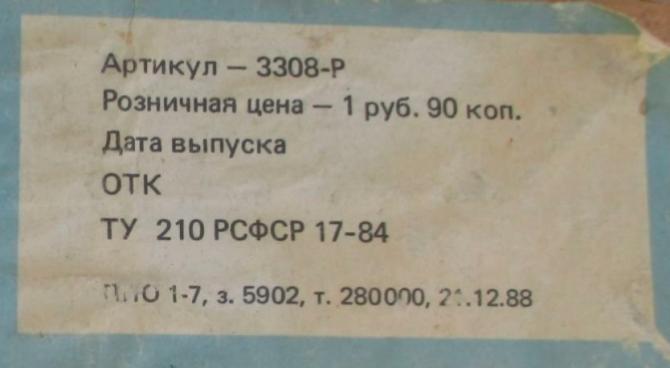 Артикул — 3308-Р
Розничная цена — 1 руб. 90 коп.
Дата выпуска
ОТК
ТУ 210 РСФСР 17-84
1-7, з. 5902, т. 280000,